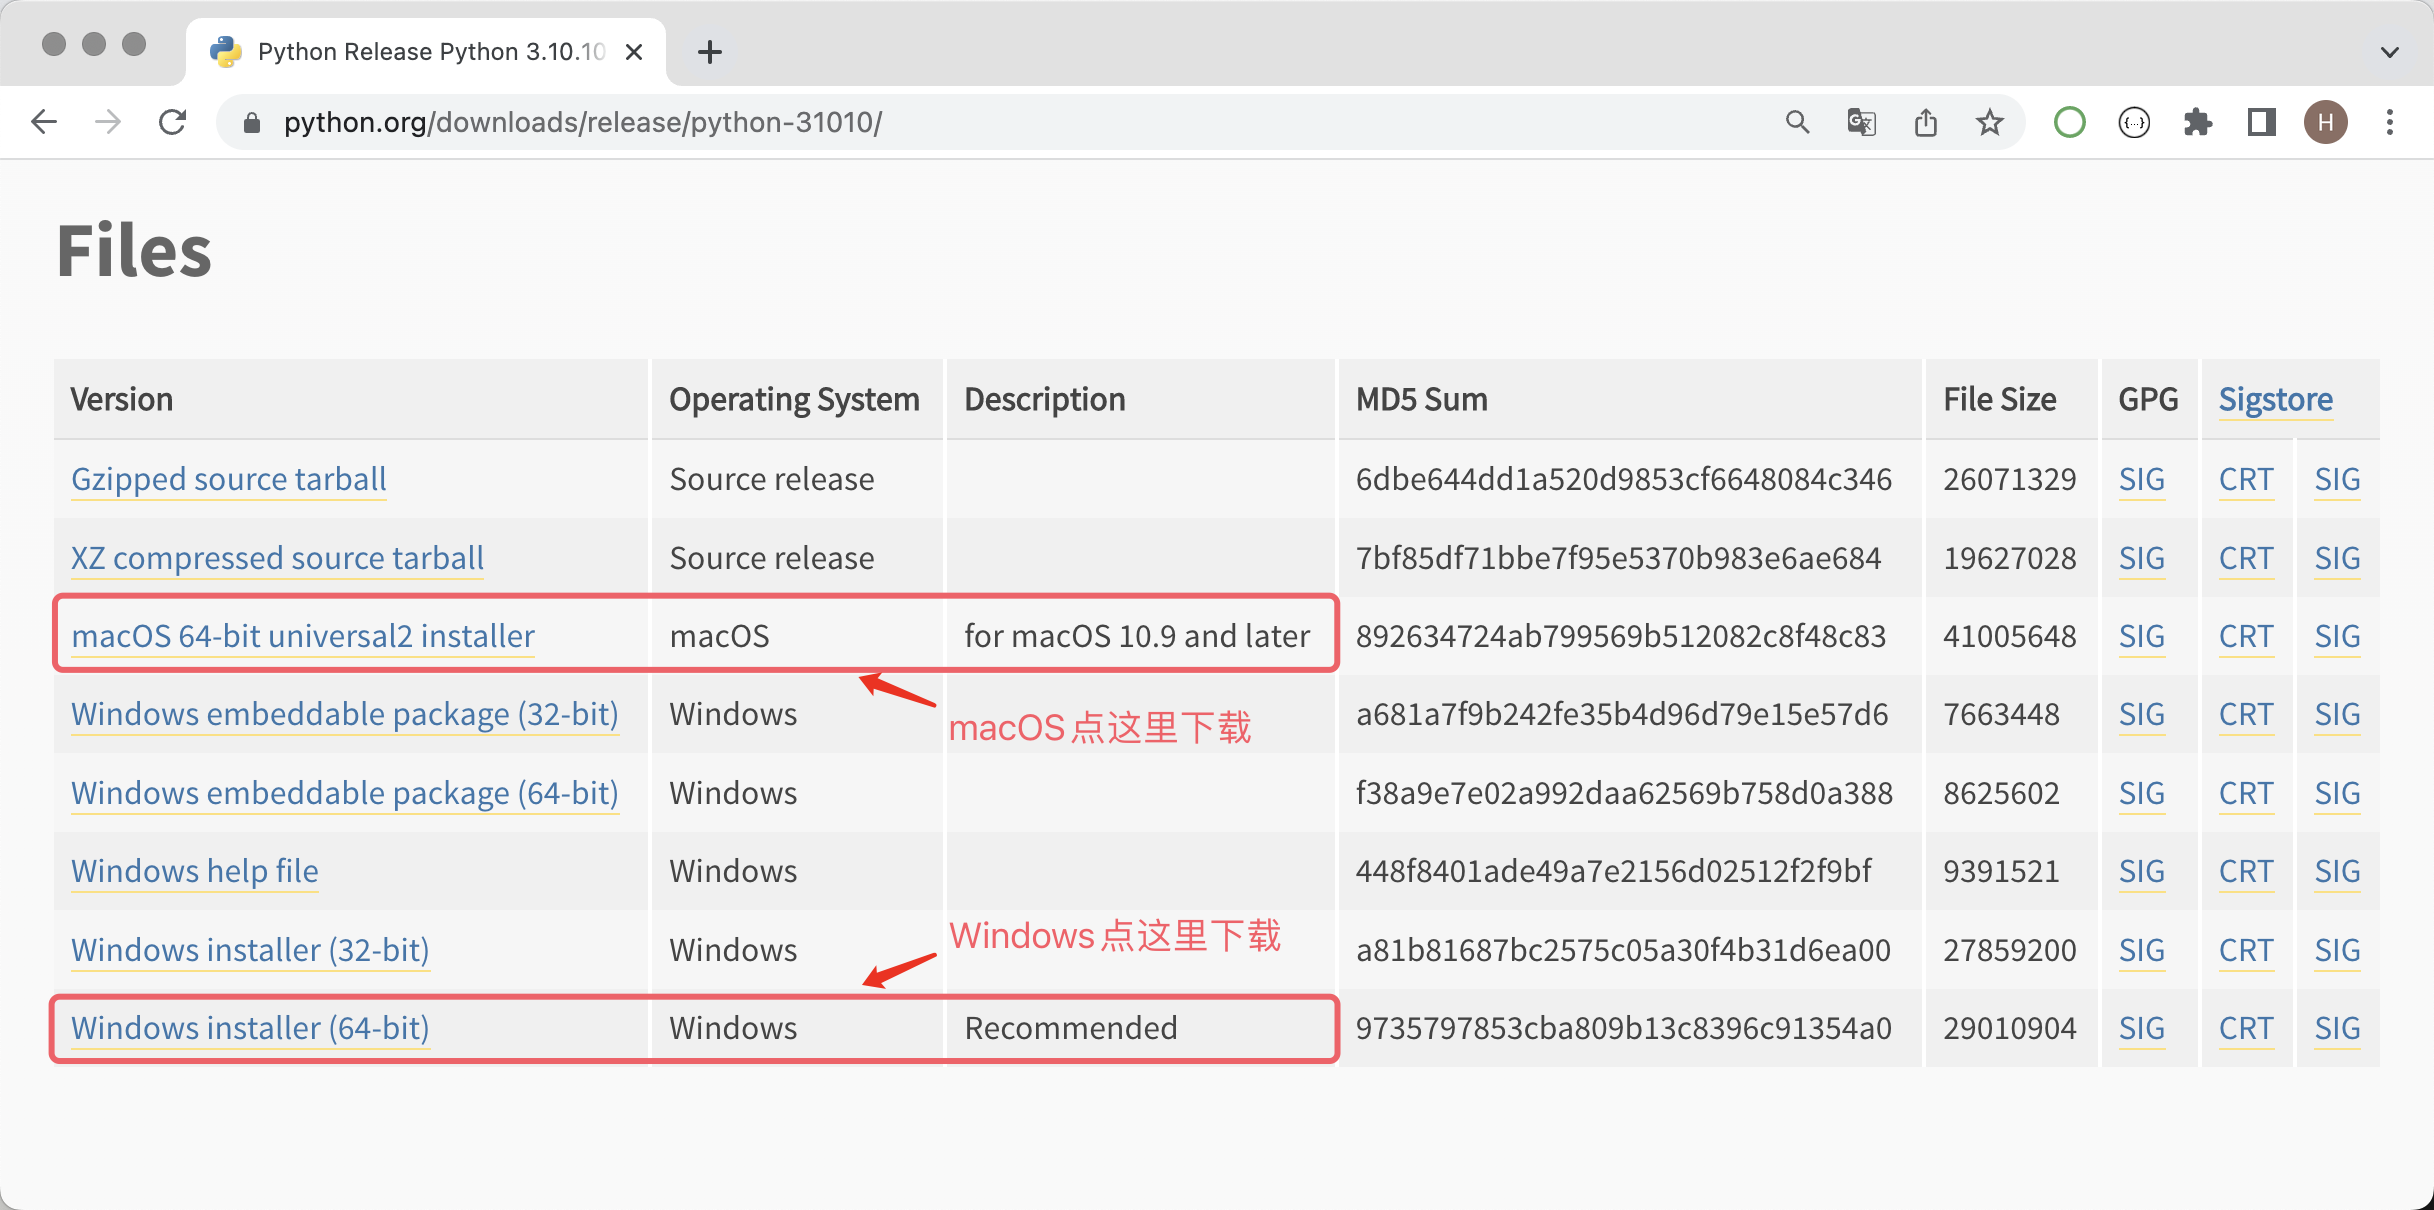 Python Release Python 3.10.10
python.org/downloads/release/python-31010/
H
Files
Version Operating System Description MD5 Sum File Size GPG Sigstore
Gzipped source tarball Source release 6dbe644dd1a520d9853cf6648084c346 26071329 SIG CRT SIG
XZ compressed source tarball Source release 7bf85df71bbe7f95e5370b983e6ae684 19627028 SIG CRT SIG
macOS 64-bit universal2 installer macOS for macOS 10.9 and later 892634724ab799569b512082c8f48c83 41005648 SIG CRT SIG
Windows embeddable package (32-bit) Windows a681a7f9b242fe35b4d96d79e15e57d6 7663448 SIG CRT SIG
macOS点这里下载
Windows embeddable package (64-bit) Windows f38a9e7e02a992daa62569b758d0a388 8625602 SIG CRT SIG
Windows help file Windows 448f8401ade49a7e2156d02512f2f9bf 9391521 SIG CRT SIG
Windows点这里下载
Windows installer (32-bit) Windows a81b81687bc2575c05a30f4b31d6ea00 27859200 SIG CRT SIG
Windows installer (64-bit) Windows Recommended 9735797853cba809b13c8396c91354a0 29010904 SIG CRT SIG